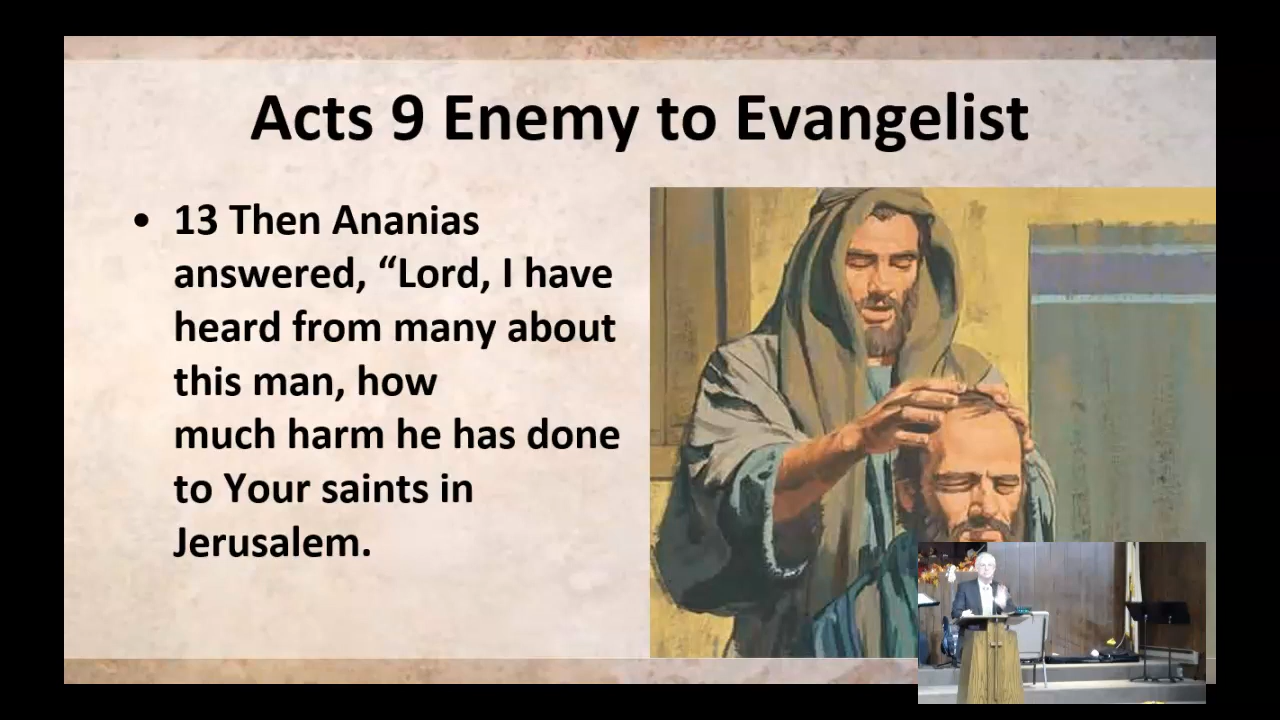 Acts 9 Enemy to Evangelist
• 13 Then Ananias
answered, “Lord, I have
heard from many about
this man, how
much harm he has done
to Your saints in
Jerusalem.